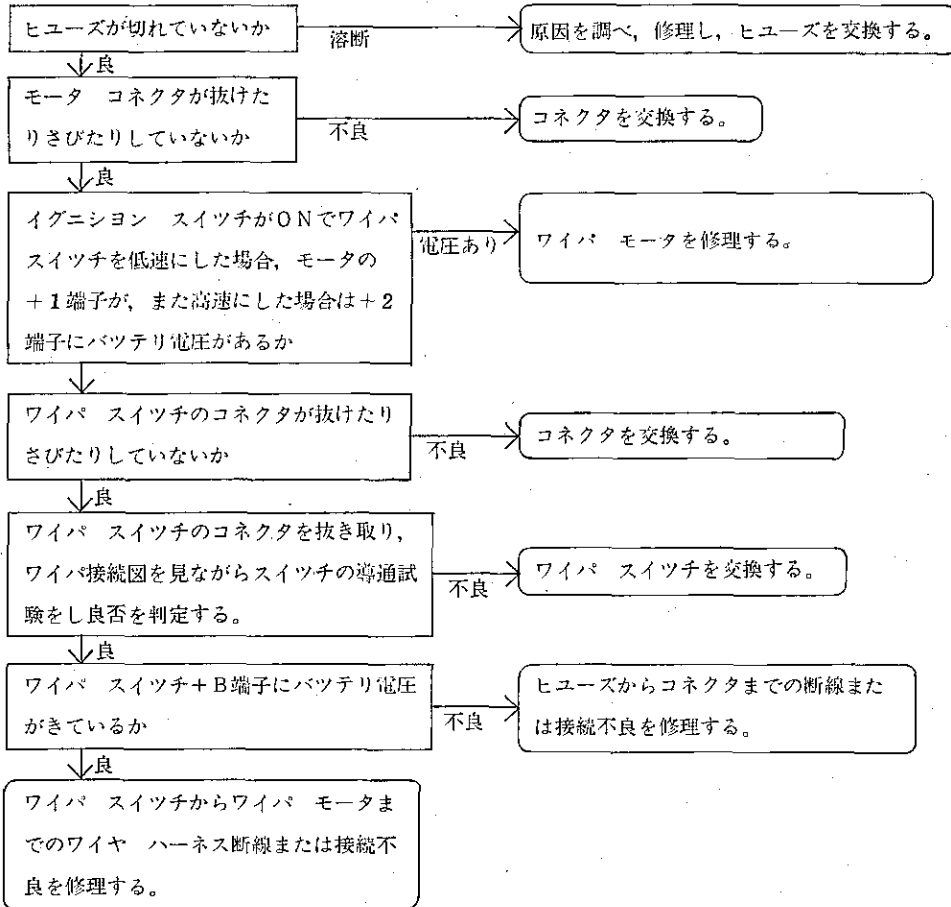 ヒユーズが切れていないか
溶断
原因を調べ，修理し，ヒユーズを交換する。
良
モータ　コネクタが抜けた
りさびたりしていないか
不良
コネクタを交換する。
良
イグニシヨン　スイツチがＯＮでワイパ
スイツチを低速にした場合，モータの
＋１端子が，また高速にした場合は＋２
端子にバツテリ電圧があるか
電圧あり
ワイパ　モータを修理する。
ワイパ　スイツチのコネクタが抜けたり
さびたりしていないか
不良
コネクタを交換する。
良
ワイパ　スイツチのコネクタを抜き取り，
ワイパ接続図を見ながらスイツチの導通試
験をし良否を判定する。
不良
ワイパ　スイツチを交換する。
良
ワイパ　スイツチ＋Ｂ端子にバツテリ電圧
がきているか
不良
ヒユーズからコネクタまでの断線また
は接続不良を修理する。
良
ワイパ　スイツチからワイパ　モータま
でのワイヤ　ハーネス断線または接続不
良を修理する。